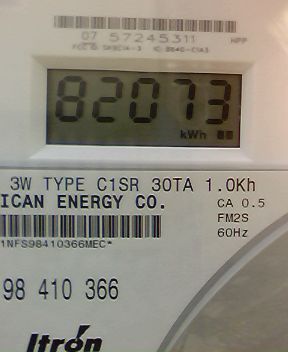 07 57245311 HPP
82073
kWh
3W TYPE C1SR 30TA 1.0Kh
ICAN ENERGY CO.
CA 0.5
FM2S
60Hz
1NFS98410366MEC*
98 410 366
Itron